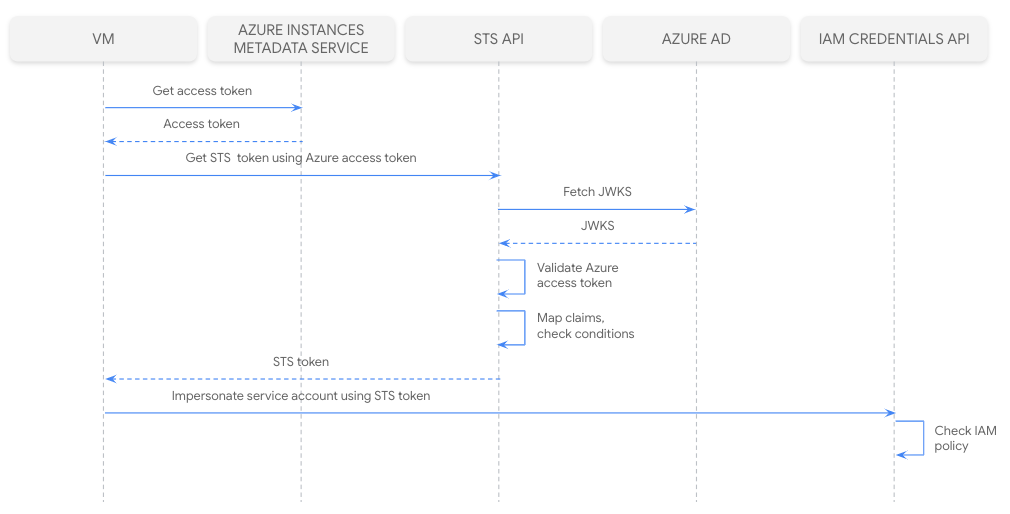 VM
AZURE INSTANCES
METADATA SERVICE
STS API
AZURE AD
IAM CREDENTIALS API
Get access token
Access token
Get STS token using Azure access token
Fetch JWKS
JWKS
Validate Azure
access token
Map claims,
check conditions
STS token
Impersonate service account using STS token
Check IAM
policy